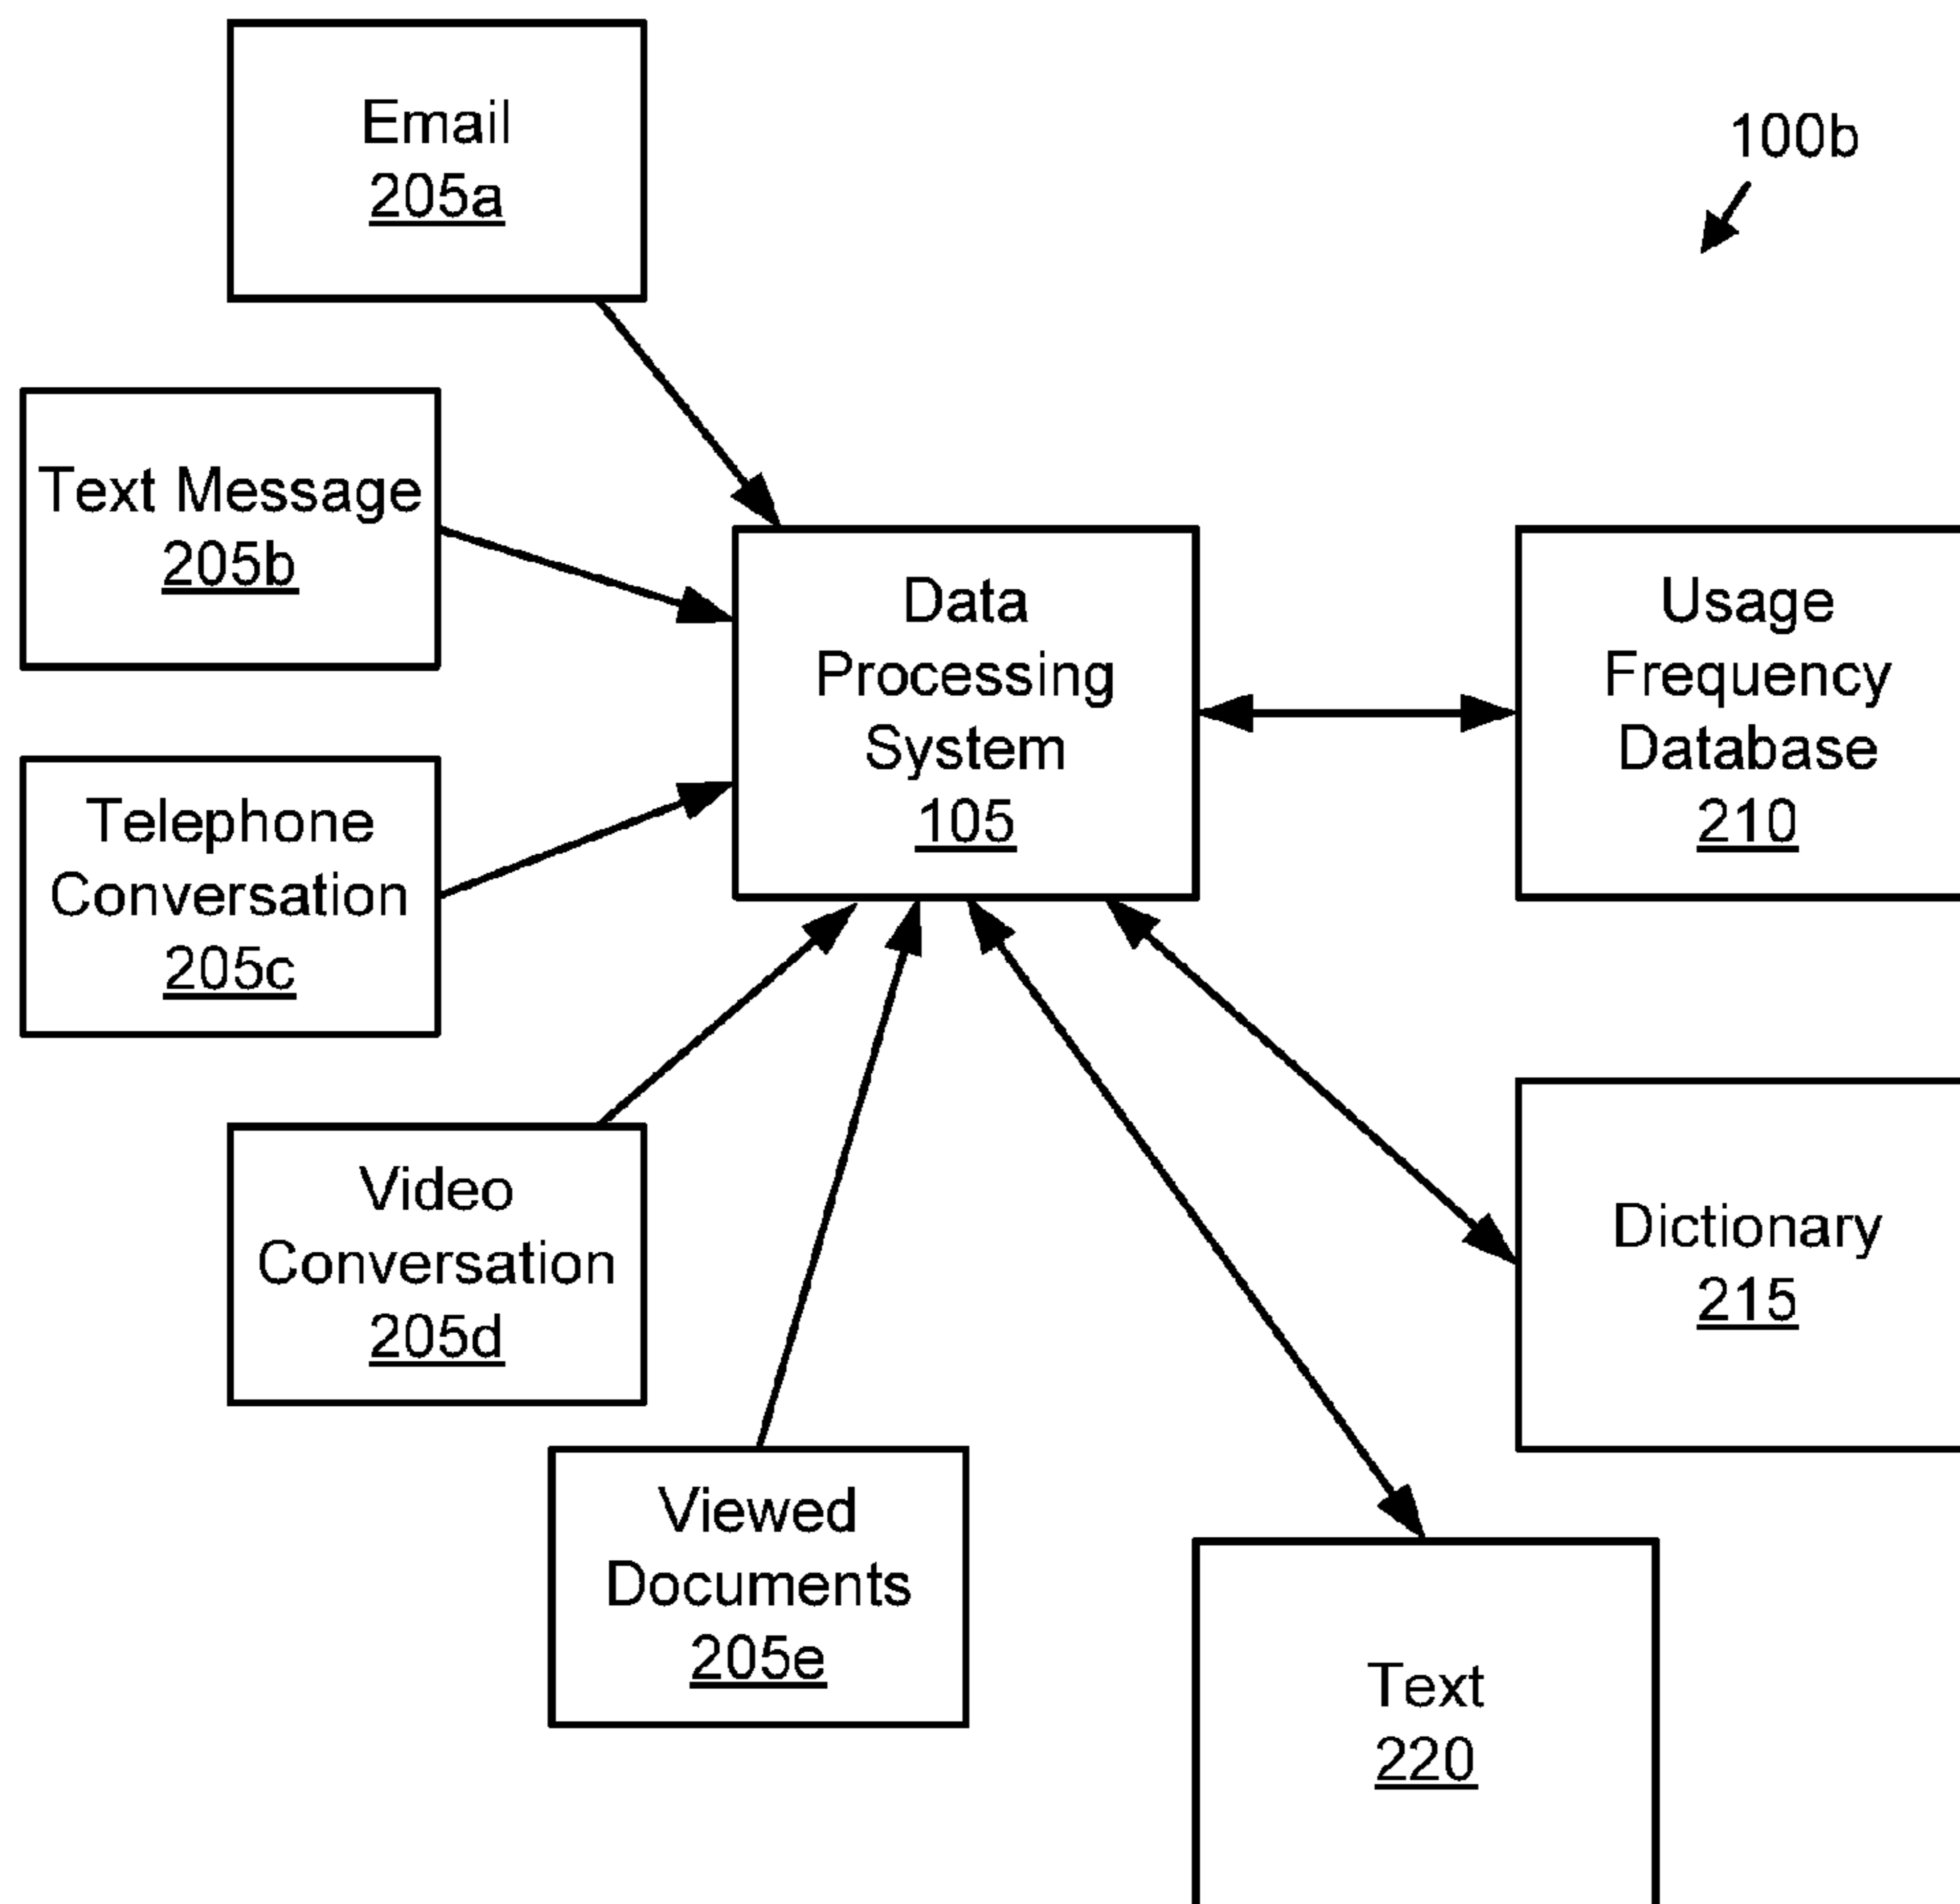 Email
205a
100b
Text Message
205b
Data
Processing
System
105
Usage
Frequency
Database
210
Telephone
Conversation
205c
Video
Conversation
205d
Dictionary
215
Viewed
Documents
205e
Text
220